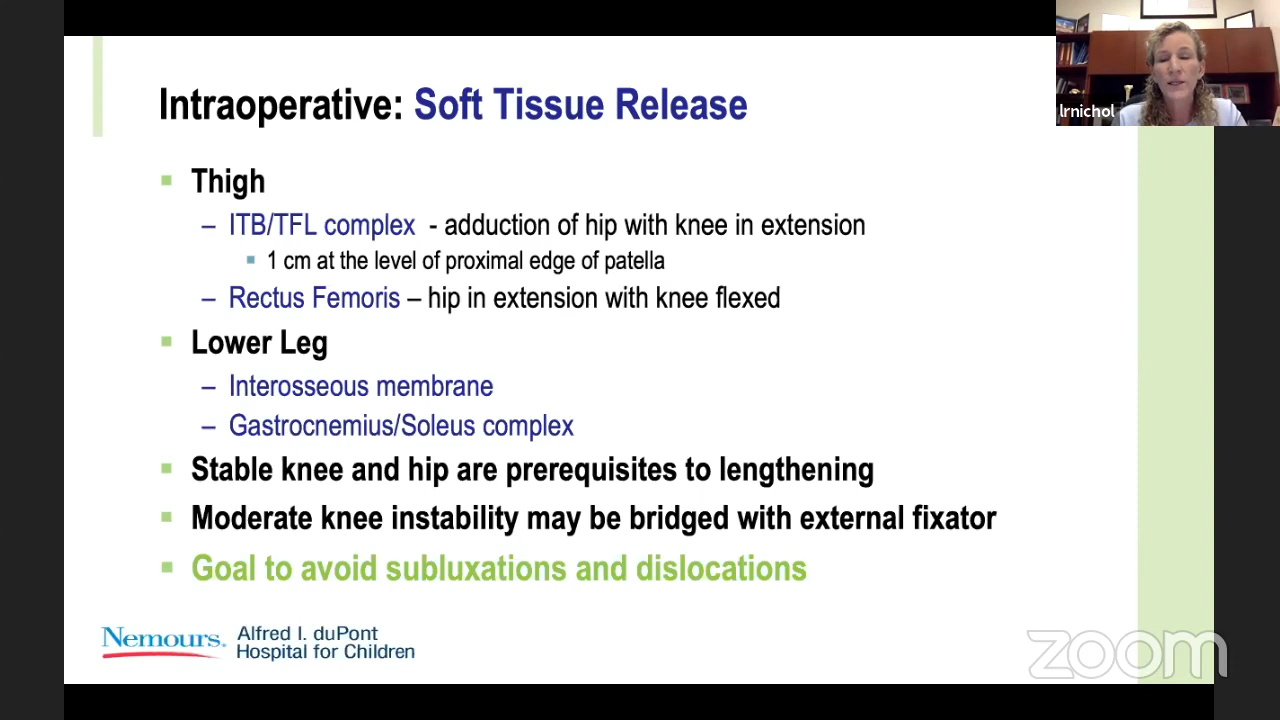 lrnichol
Intraoperative: Soft Tissue Release
Thigh
– ITB/TFL complex - adduction of hip with knee in extension
1 cm at the level of proximal edge of patella
– Rectus Femoris – hip in extension with knee flexed
Lower Leg
– Interosseous membrane
– Gastrocnemius/Soleus complex
Stable knee and hip are prerequisites to lengthening
Moderate knee instability may be bridged with external fixator
Goal to avoid subluxations and dislocations
Nemours. Alfred I. duPont
Hospital for Children
zoom